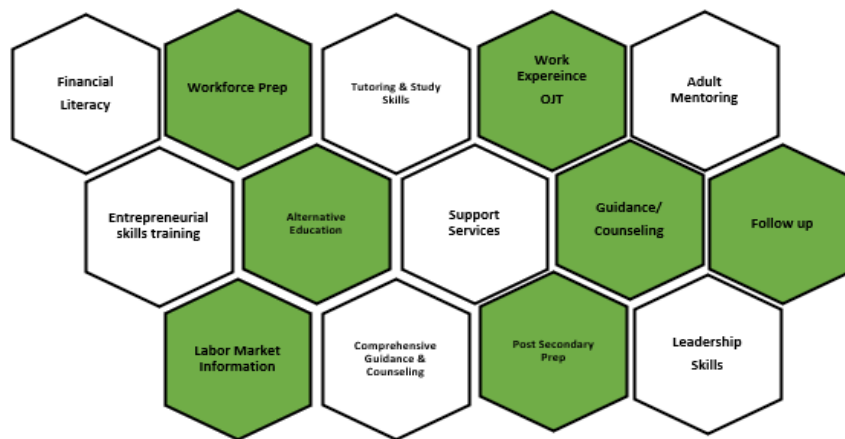 Financial
Literacy
Workforce Prep
Tutoring & Study
Skills
Work
Expereince
OJT
Adult
Mentoring
Entrepreneurial
skills training
Alternative
Education
Support
Services
Guidance/
Counseling
Follow up
Labor Market
Information
Comprehensive
Guidance &
Counseling
Post Secondary
Prep
Leadership
Skills